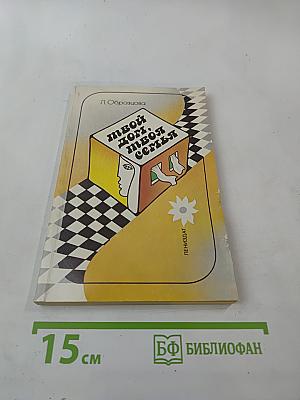 Л. Образцова
ТВОЙ
ДОМ,
ТВОЯ
СЕМЬЯ
ЛЕНИЗДАТ
15 см
БФ БИБЛИОФАН